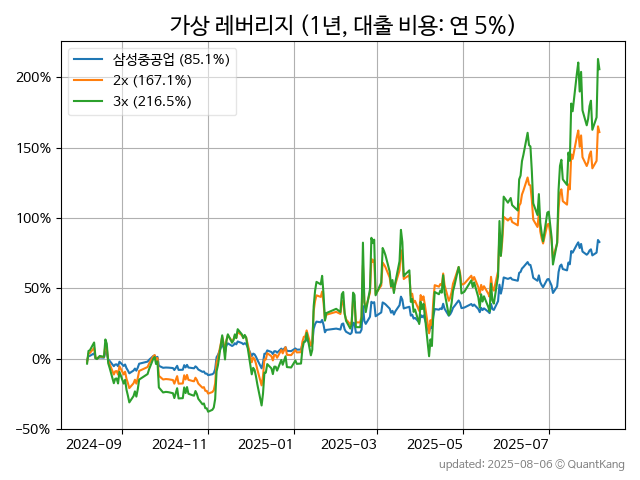 가상 레버리지 (1년, 대출 비용: 연 5%)
삼성중공업 (85.1%)
2x (167.1%)
3x (216.5%)
200%
150%
100%
50%
0%
−50%
2024-09 2024-11 2025-01 2025-03 2025-05 2025-07
updated: 2025-08-06 © QuantKang